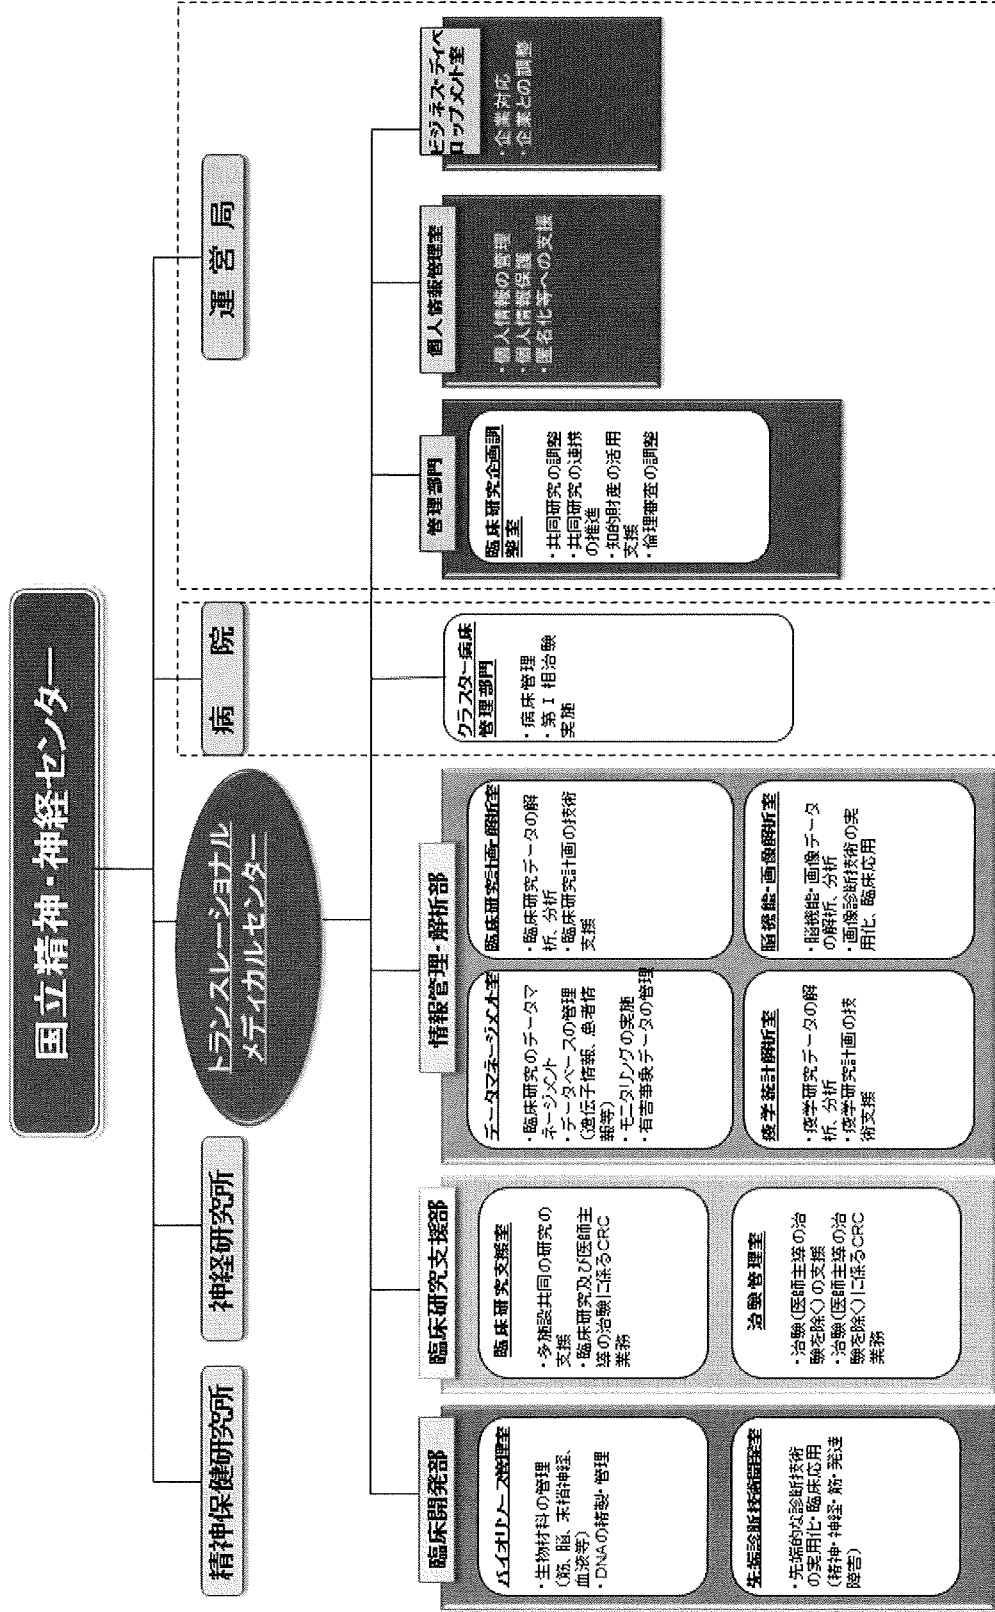 国立精神・神経センター
精神保健研究所
神経研究所
トランスレーショナル
メディカルセンター
病 院
運 営 局
臨床開発部
バイオリソース管理室
・生物材料の管理
(筋、脳、末梢神経、
血液等)
・DNAの精製・管理
先端診断技術開発室
・先端的な診断技術
の実用化・臨床応用
(精神・神経・筋・発達
障害)
臨床研究支援部
臨床研究支援室
・多施設共同の研究の
支援
・臨床研究及び医師主
導の治験に係るCRC
業務
治験管理室
・治験(医師主導の治
験を除く)の支援
・治験(医師主導の治
験を除く)に係るCRC
業務
情報管理・解析部
データマネージメント室
・臨床研究のデータマ
ネージメント
・データベースの管理
(遺伝子情報、患者情
報等)
・モニタリングの実施
・有害事象データの管理
臨床研究計画・解析室
・臨床研究データの解
析、分析
・臨床研究計画の技術
支援
疫学統計解析室
・疫学研究データの解
析、分析
・疫学研究計画の技
術支援
脳機能・画像解析室
・脳機能・画像データ
の解析、分析
・画像診断技術の実
用化、臨床応用
クラスター病床
管理部門
・病床管理
・第Ⅰ相治験
実施
管理部門
臨床研究企画調
整室
・共同研究の調整
・共同研究の連携
の推進
・知的財産の活用
支援
・倫理審査の調整
個人情報管理室
・個人情報の管理
・個人情報保護
・匿名化等への支援
ビジネス・ディベ
ロップメント室
・企業対応
・企業との調整